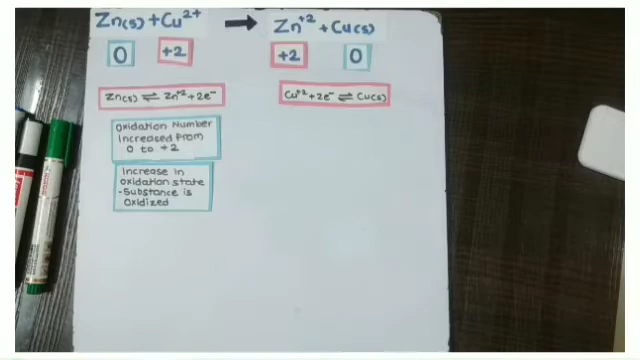 Zn(s) + Cu²⁺ → Zn⁺² + Cu(s)
0 +2 +2 0
Zn(s) ⇌ Zn⁺² + 2e⁻
Cu⁺² + 2e⁻ ⇌ Cu(s)
Oxidation Number
Increased From
0 to +2
Increase in
oxidation state
-Substance is
Oxidized